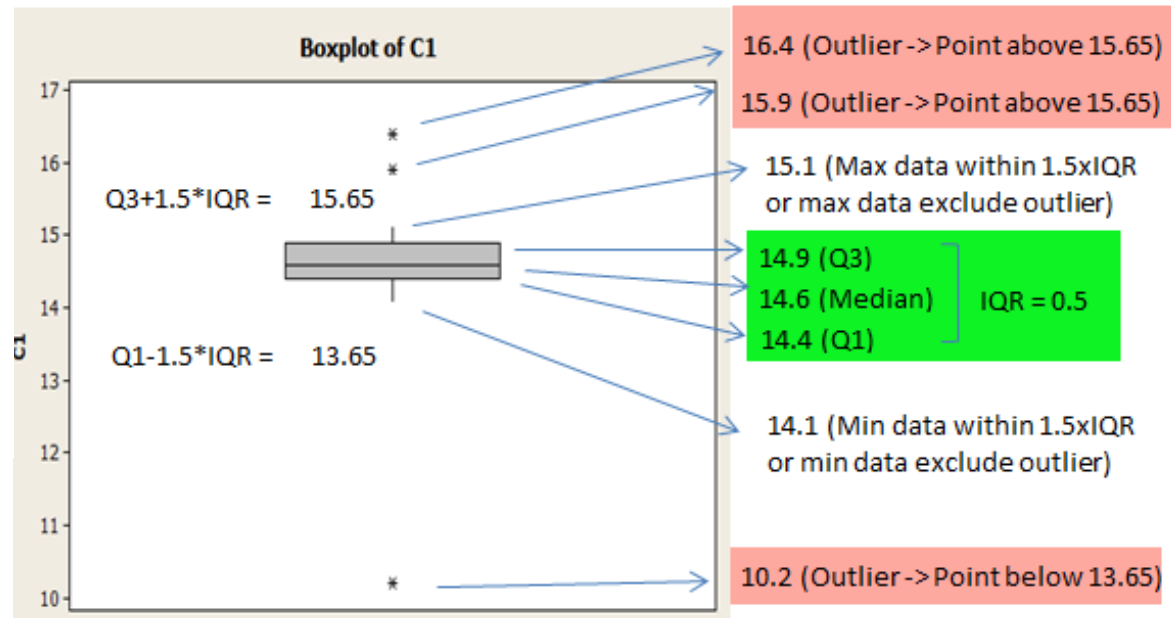 Boxplot of C1
17
16
15
14
13
12
11
10
C1
Q3+1.5*IQR = 15.65
Q1-1.5*IQR = 13.65
16.4 (Outlier->Point above 15.65)
15.9 (Outlier->Point above 15.65)
15.1 (Max data within 1.5xIQR
or max data exclude outlier)
14.9 (Q3)
14.6 (Median)
IQR = 0.5
14.4 (Q1)
14.1 (Min data within 1.5xIQR
or min data exclude outlier)
10.2 (Outlier->Point below 13.65)